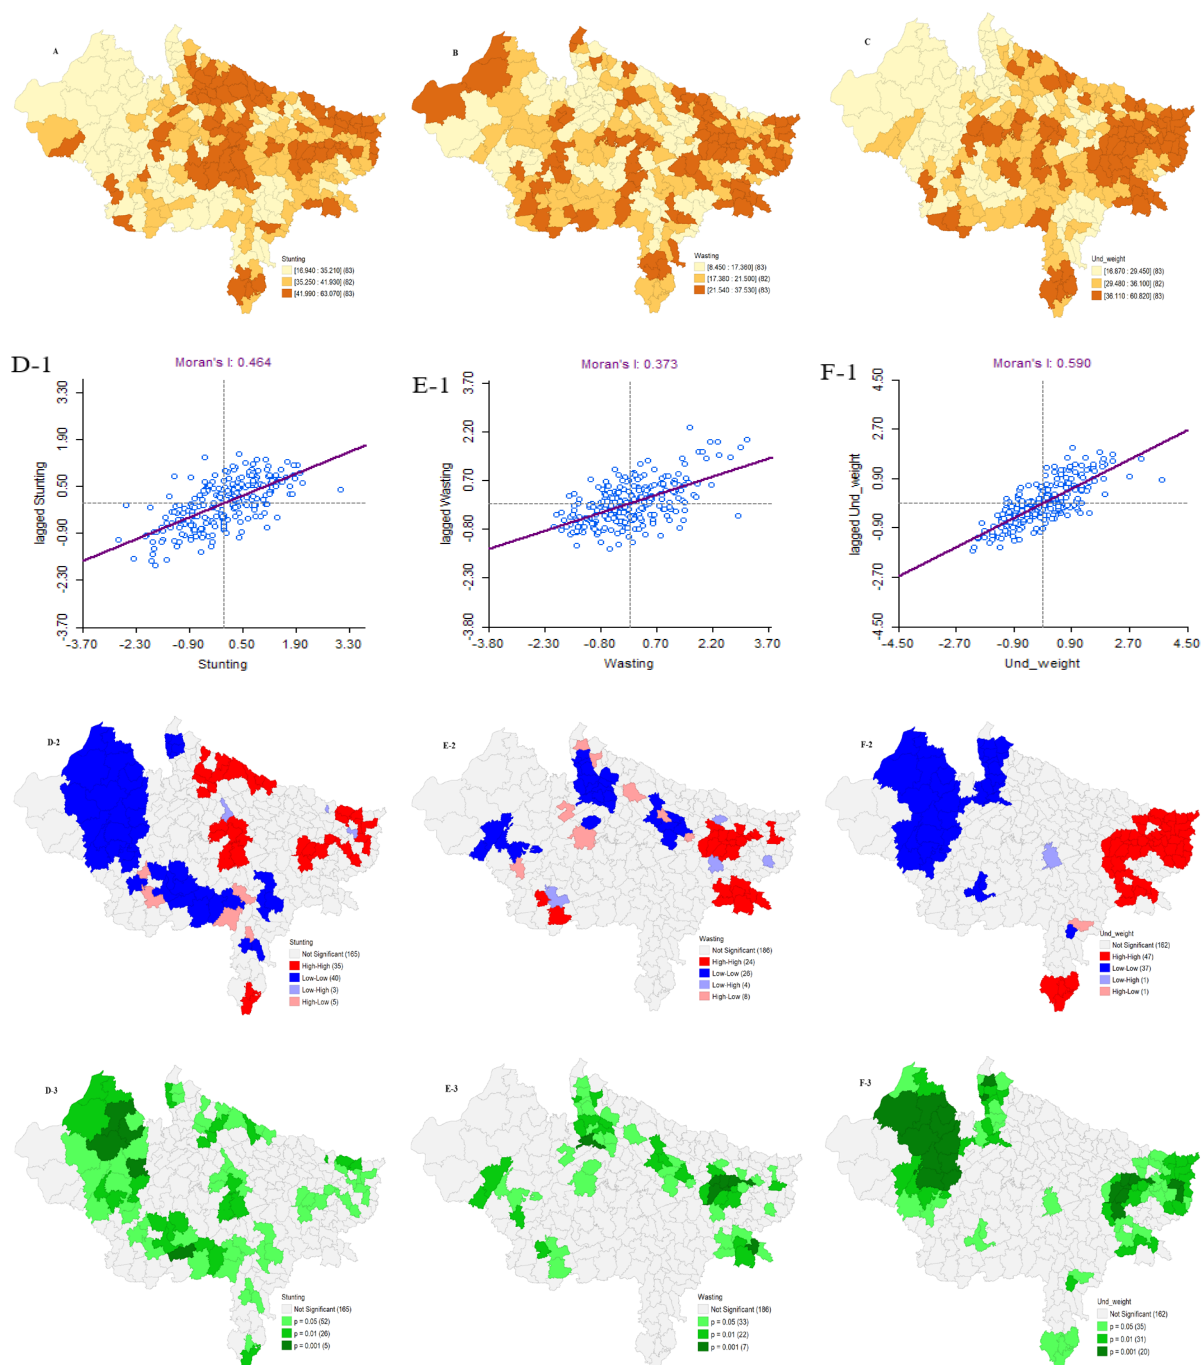 A
B
C
Stunting
[16.940 : 35.210] (83)
[35.250 : 41.930] (82)
[41.990 : 63.070] (83)
Wasting
[8.450 : 17.360] (83)
[17.380 : 21.500] (82)
[21.540 : 37.530] (83)
Und_weight
[16.870 : 29.450] (83)
[29.480 : 36.100] (82)
[36.110 : 60.820] (83)
D-1
Moran's I: 0.464
lagged Stunting
3.30
1.90
0.50
-0.90
-2.30
-3.70
-3.70 -2.30 -0.90 0.50 1.90 3.30
Stunting
E-1
Moran's I: 0.373
lagged Wasting
3.70
2.20
0.70
-0.80
-2.30
-3.80
-3.80 -2.30 -0.80 0.70 2.20 3.70
Wasting
F-1
Moran's I: 0.590
lagged Und_weight
4.50
2.70
0.90
-0.90
-2.70
-4.50
-4.50 -2.70 -0.90 0.90 2.70 4.50
Und_weight
D-2
E-2
F-2
Stunting
Not Significant (165)
High-High (35)
Low-Low (40)
Low-High (3)
High-Low (5)
Wasting
Not Significant (186)
High-High (24)
Low-Low (26)
Low-High (4)
High-Low (8)
Und_weight
Not Significant (162)
High-High (47)
Low-Low (37)
Low-High (1)
High-Low (1)
D-3
E-3
F-3
Stunting
Not Significant (165)
p = 0.05 (52)
p = 0.01 (26)
p = 0.001 (5)
Wasting
Not Significant (186)
p = 0.05 (33)
p = 0.01 (22)
p = 0.001 (7)
Und_weight
Not Significant (162)
p = 0.05 (35)
p = 0.01 (31)
p = 0.001 (20)